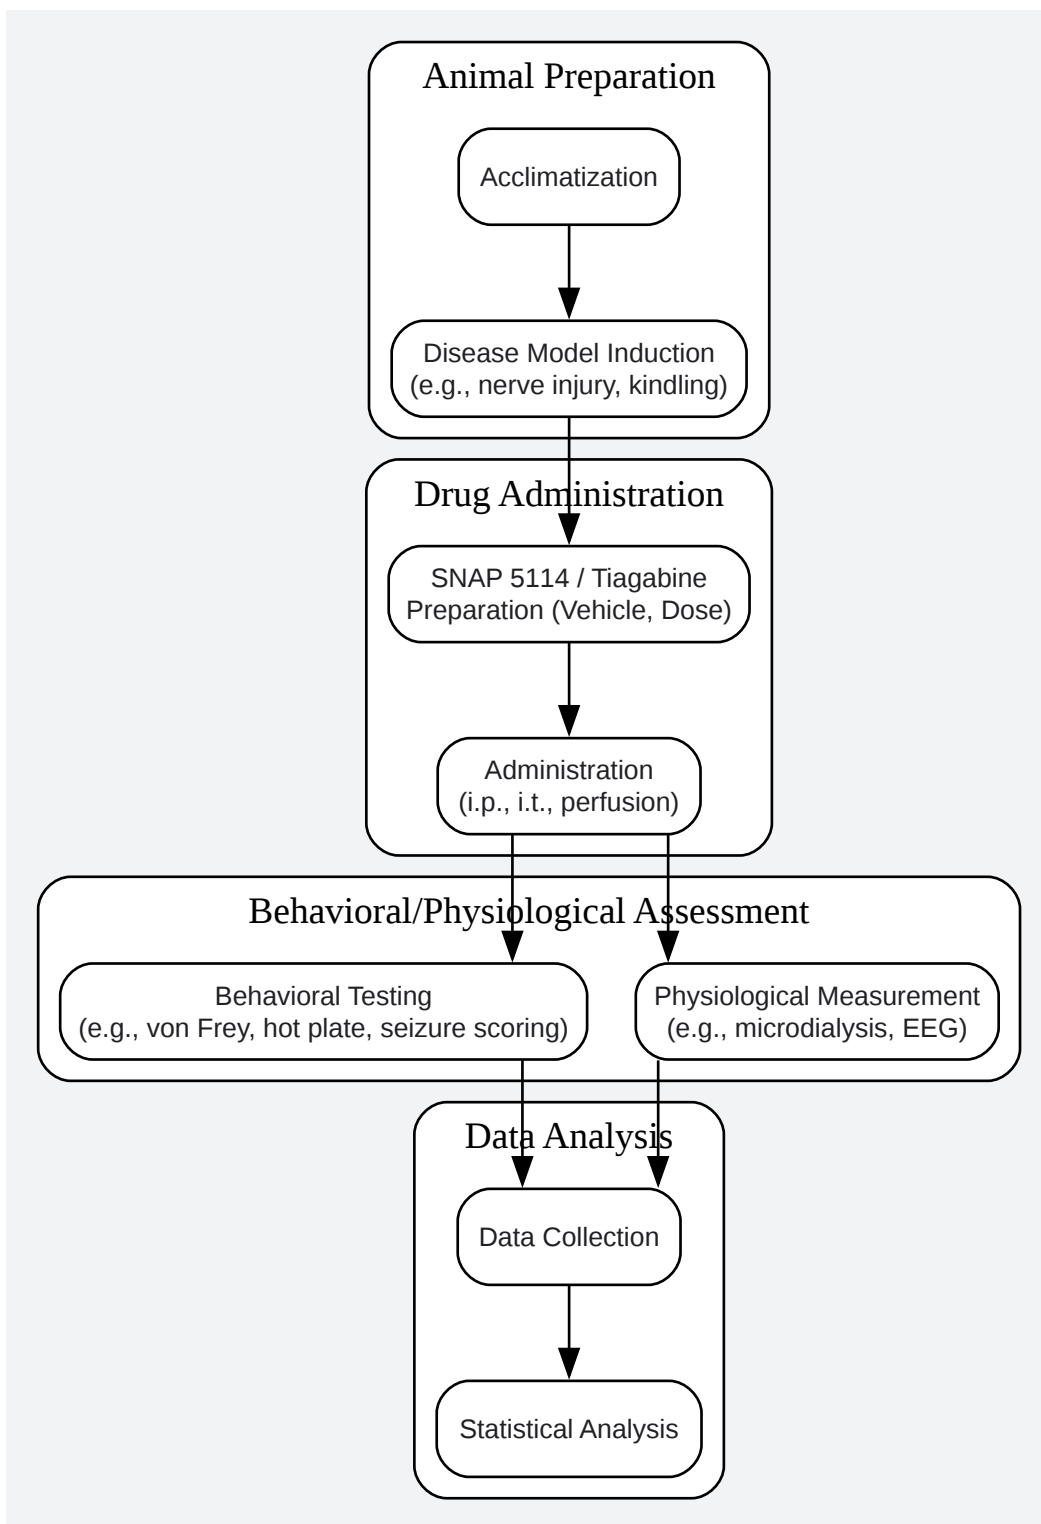 Animal Preparation
Acclimatization
Disease Model Induction
(e.g., nerve injury, kindling)
Drug Administration
SNAP 5114 / Tiagabine
Preparation (Vehicle, Dose)
Administration
(i.p., i.t., perfusion)
Behavioral/Physiological Assessment
Behavioral Testing
(e.g., von Frey, hot plate, seizure scoring)
Physiological Measurement
(e.g., microdialysis, EEG)
Data Analysis
Data Collection
Statistical Analysis